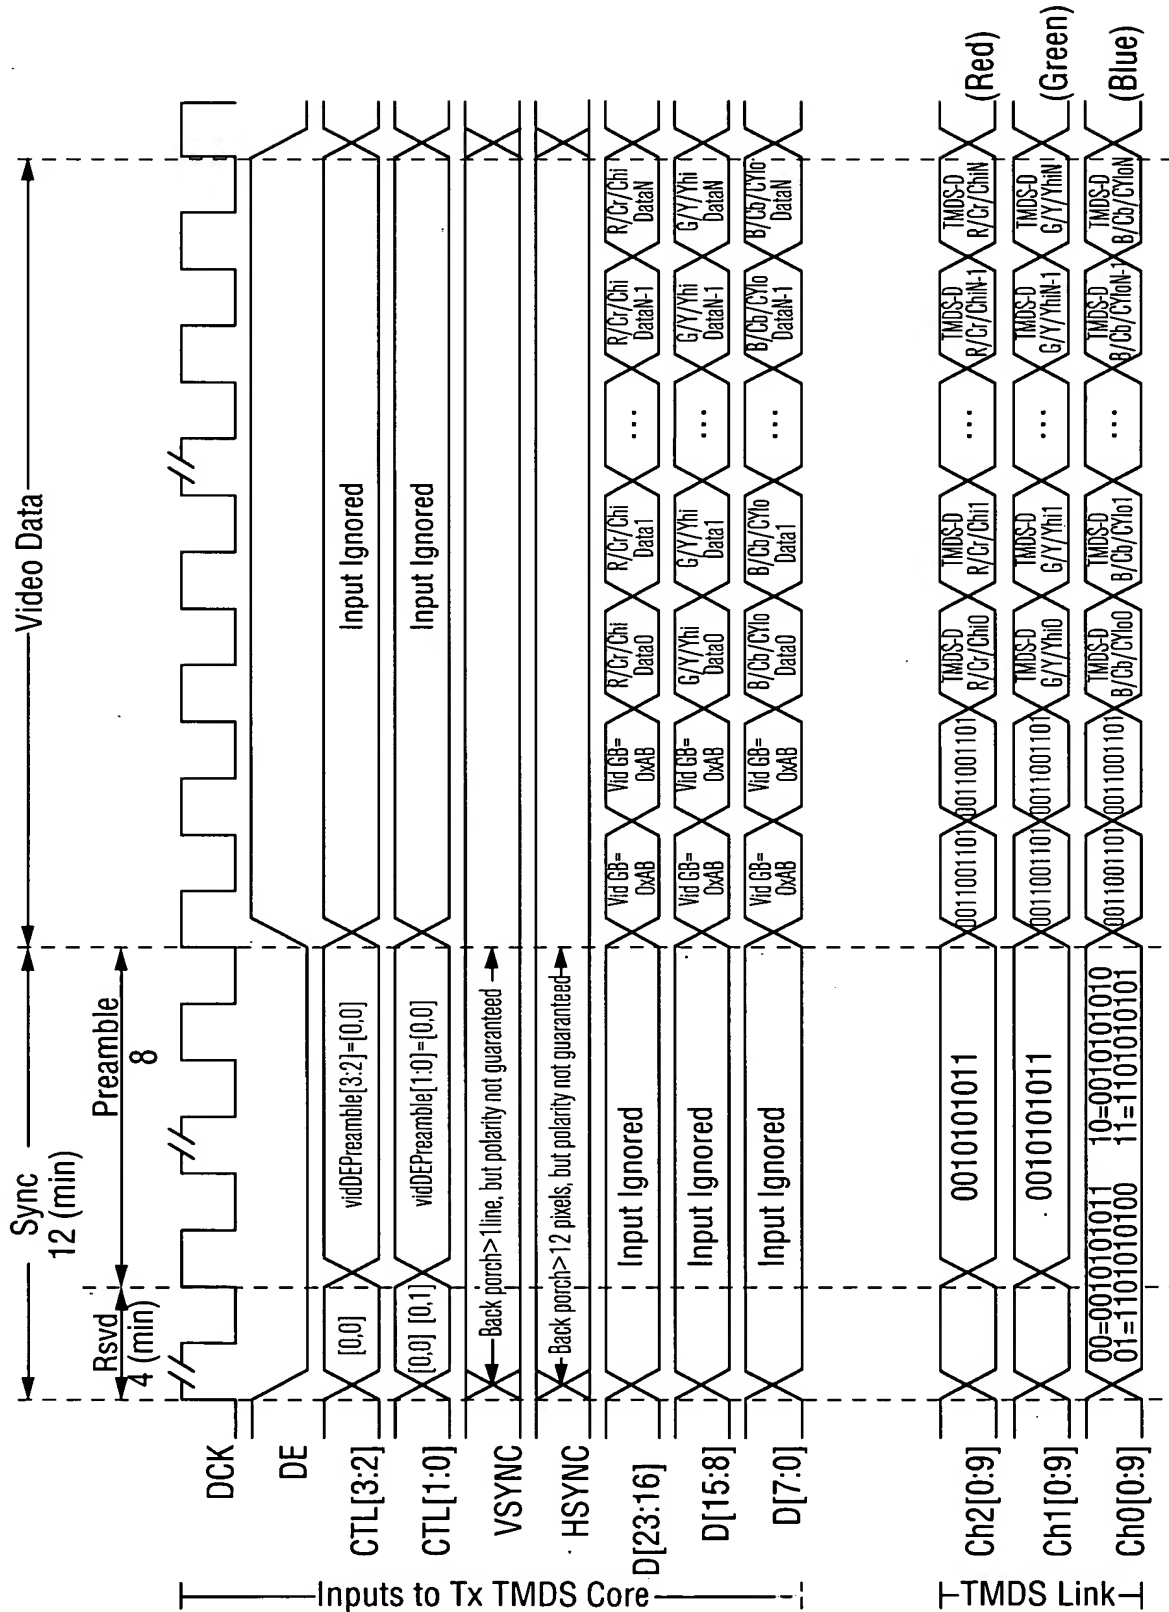 Sync
12 (min)
Video Data
Rsvd
4 (min)
Preamble
8
DCK
DE
CTL[3:2]
[0,0]
vidDEPreamble[3:2]=[0,0]
Input Ignored
CTL[1:0]
[0,0] [0,1]
vidDEPreamble[1:0]=[0,0]
Input Ignored
VSYNC
Back porch>1line, but polarity not guaranteed
HSYNC
Back porch>12 pixels, but polarity not guaranteed
D[23:16]
Input Ignored
Vid GB=
0xAB
Vid GB=
0xAB
R/Cr/Chi
Data0
R/Cr/Chi
Data1
...
R/Cr/Chi
DataN-1
R/Cr/Chi
DataN
D[15:8]
Input Ignored
Vid GB=
0xAB
Vid GB=
0xAB
G/Y/Yhi
Data0
G/Y/Yhi
Data1
...
G/Y/Yhi
DataN-1
G/Y/Yhi
DataN
D[7:0]
Input Ignored
Vid GB=
0xAB
Vid GB=
0xAB
B/Cb/CYlo
Data0
B/Cb/CYlo
Data1
...
B/Cb/CYlo
DataN-1
B/Cb/CYlo
DataN
Inputs to Tx TMDS Core
Ch2[0:9]
0010101011
0011001101
0011001101
TMDS-D
R/Cr/Chi0
TMDS-D
R/Cr/Chi1
...
TMDS-D
R/Cr/ChiN-1
TMDS-D
R/Cr/ChiN
(Red)
Ch1[0:9]
0010101011
0011001101
0011001101
TMDS-D
G/Y/Yhi0
TMDS-D
G/Y/Yhi1
...
TMDS-D
G/Y/YhiN-1
TMDS-D
G/Y/YhiN
(Green)
Ch0[0:9]
00=0010101011 10=0010101010
01=1101010100 11=1101010101
0011001101
0011001101
TMDS-D
B/Cb/CYlo0
TMDS-D
B/Cb/CYlo1
...
TMDS-D
B/Cb/CYloN-1
TMDS-D
B/Cb/CYloN
(Blue)
TMDS Link